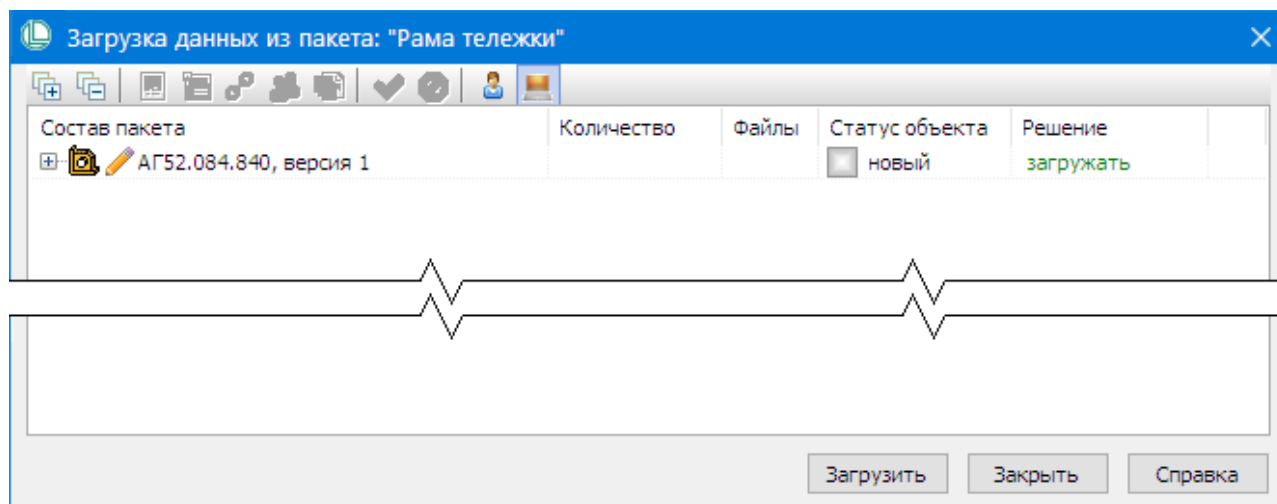 Загрузка данных из пакета: "Рама тележки"
Состав пакета Количество Файлы Статус объекта Решение
АГ52.084.840, версия 1 новый загружать
Загрузить Закрыть Справка